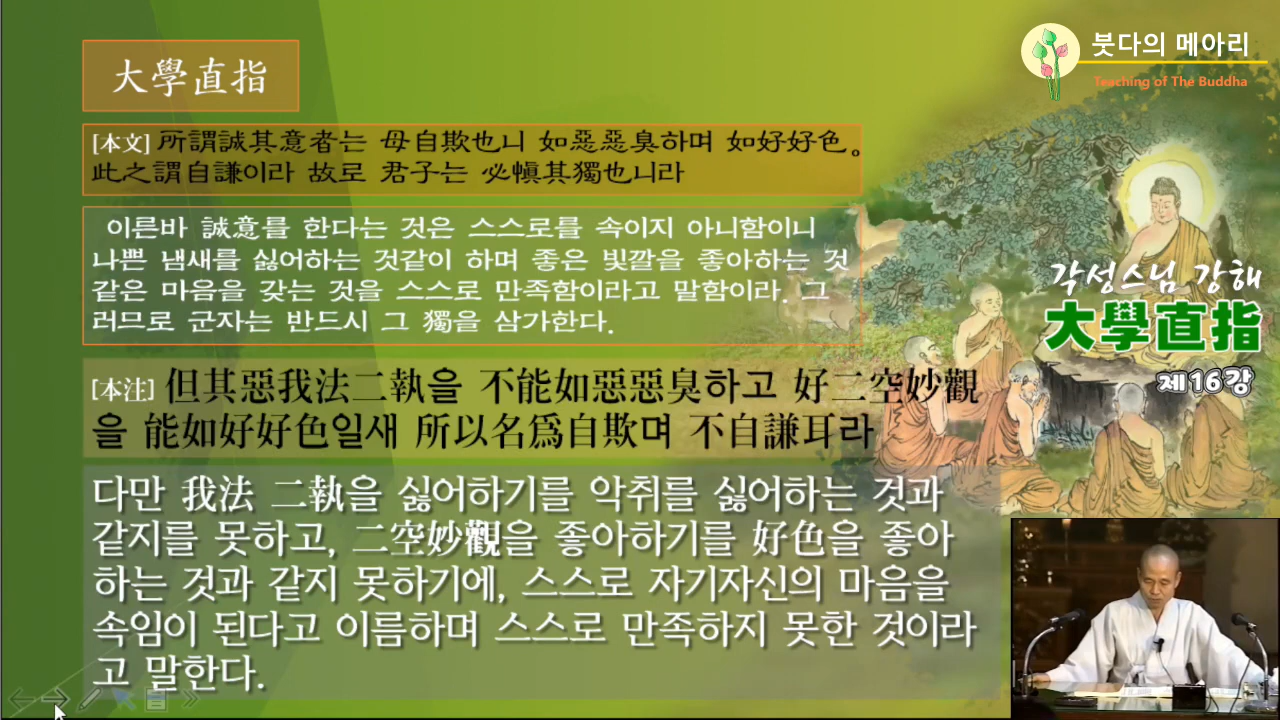 大學直指
[本文] 所謂誠其意者는 母自欺也니 如惡惡臭하며 如好好色。
此之謂自謙이라 故로 君子는 必愼其獨也니라
이른바 誠意를 한다는 것은 스스로를 속이지 아니함이니
나쁜 냄새를 싫어하는 것같이 하며 좋은 빛깔을 좋아하는 것
같은 마음을 갖는 것을 스스로 만족함이라고 말함이라. 그
러므로 군자는 반드시 그 獨을 삼가한다.
[本注] 但其惡我法二執을 不能如惡惡臭하고 好二空妙觀
을 能如好好色일새 所以名爲自欺며 不自謙耳라
다만 我法 二執을 싫어하기를 악취를 싫어하는 것과
같지를 못하고, 二空妙觀을 좋아하기를 好色을 좋아
하는 것과 같지 못하기에, 스스로 자기자신의 마음을
속임이 된다고 이름하며 스스로 만족하지 못한 것이라
고 말한다.
붓다의 메아리
Teaching of The Buddha
각성스님 강해
大學直指
제16강